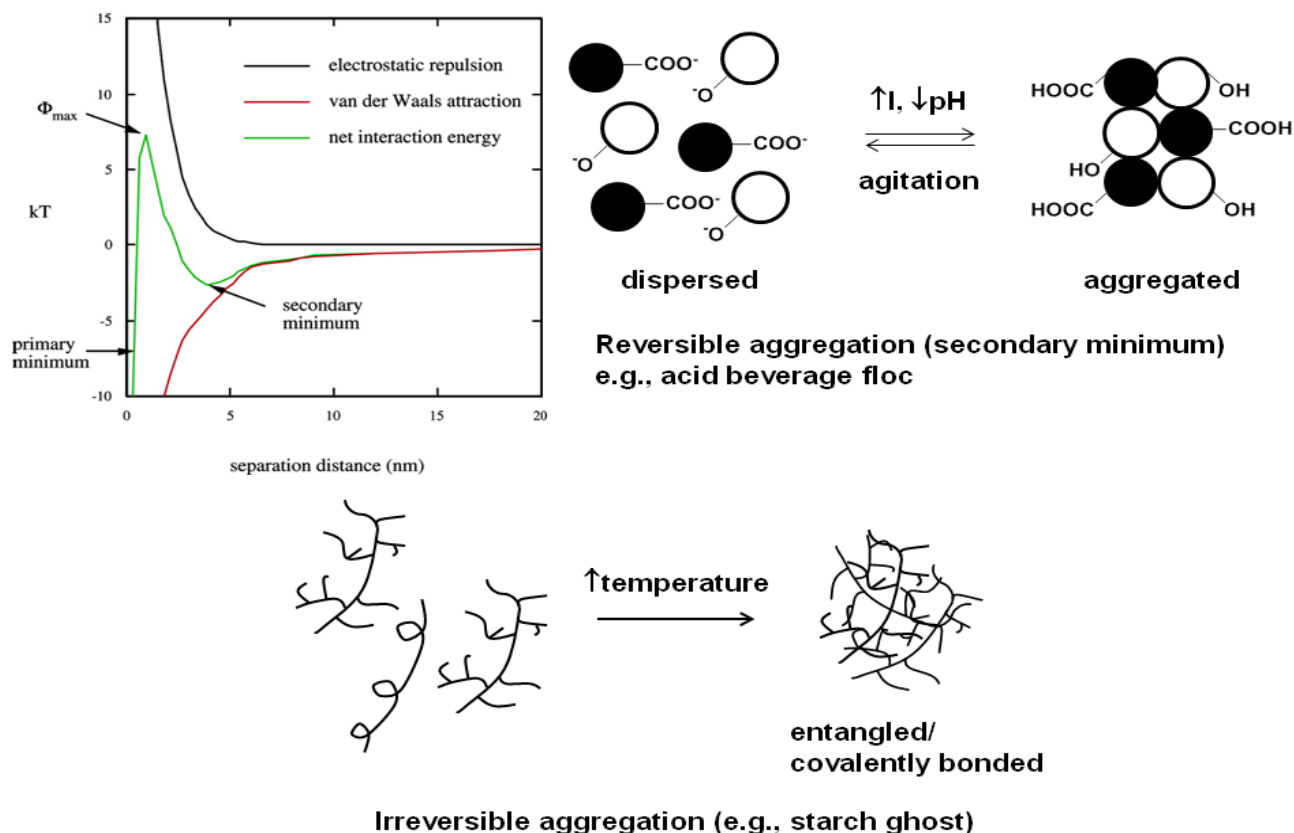 15
10
5
0
-5
-10
kT
Φmax
electrostatic repulsion
van der Waals attraction
net interaction energy
secondary
minimum
primary
minimum
0
5
10
15
20
separation distance (nm)
COO-
-O
-O
COO-
COO-
-O
dispersed
↑I, ↓pH
agitation
HOOC
OH
COOH
HO
HOOC
OH
aggregated
Reversible aggregation (secondary minimum)
e.g., acid beverage floc
↑temperature
entangled/
covalently bonded
Irreversible aggregation (e.g., starch ghost)